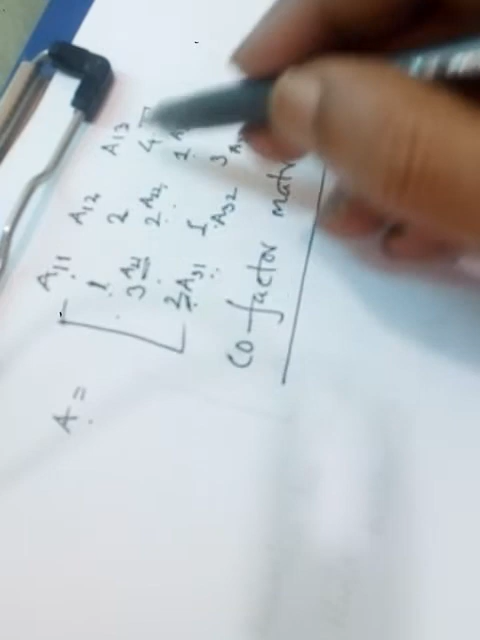 A11 A12 A13
A = [ 1 2 4
3 A21 2 A22 1
2 A31 1 A32 3
Co-factor